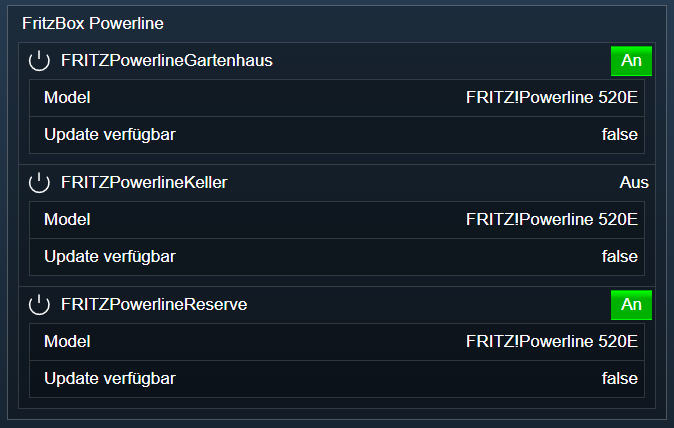 FritzBox Powerline
FRITZPowerlineGartenhaus An
Model FRITZ!Powerline 520E
Update verfügbar false
FRITZPowerlineKeller Aus
Model FRITZ!Powerline 520E
Update verfügbar false
FRITZPowerlineReserve An
Model FRITZ!Powerline 520E
Update verfügbar false